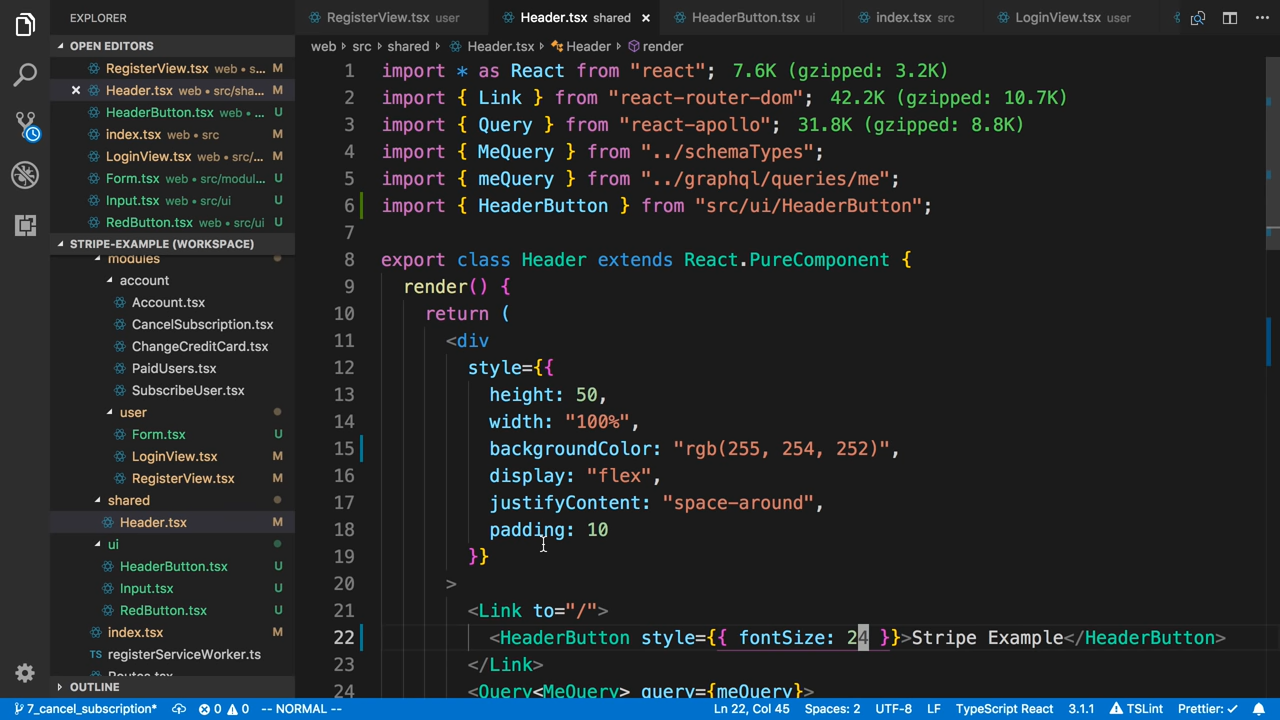 EXPLORER
OPEN EDITORS
RegisterView.tsx web • s... M
Header.tsx web • src/sha... M
HeaderButton.tsx web • ... U
index.tsx web • src M
LoginView.tsx web • src/... M
Form.tsx web • src/modul... U
Input.tsx web • src/ui U
RedButton.tsx web • src/ui U
STRIPE-EXAMPLE (WORKSPACE)
modules
account
Account.tsx
CancelSubscription.tsx
ChangeCreditCard.tsx
PaidUsers.tsx
SubscribeUser.tsx
user
Form.tsx U
LoginView.tsx M
RegisterView.tsx M
shared
Header.tsx M
ui
HeaderButton.tsx U
Input.tsx U
RedButton.tsx U
index.tsx M
TS registerServiceWorker.ts
Routes.tsx
OUTLINE
RegisterView.tsx user Header.tsx shared HeaderButton.tsx ui index.tsx src LoginView.tsx user
web src shared Header.tsx Header render
1 import * as React from "react"; 7.6K (gzipped: 3.2K)
2 import { Link } from "react-router-dom"; 42.2K (gzipped: 10.7K)
3 import { Query } from "react-apollo"; 31.8K (gzipped: 8.8K)
4 import { MeQuery } from "../schemaTypes";
5 import { meQuery } from "../graphql/queries/me";
6 import { HeaderButton } from "src/ui/HeaderButton";
7
8 export class Header extends React.PureComponent {
9 render() {
10 return (
11 <div
12 style={{
13 height: 50,
14 width: "100%",
15 backgroundColor: "rgb(255, 254, 252)",
16 display: "flex",
17 justifyContent: "space-around",
18 padding: 10
19 }}
20 >
21 <Link to="/">
22 <HeaderButton style={{ fontSize: 24 }}>Stripe Example</HeaderButton>
23 </Link>
24 <Query<MeQuery> query={meQuery}>
7_cancel_subscription* 0 0 -- NORMAL -- Ln 22, Col 45 Spaces: 2 UTF-8 LF TypeScript React 3.1.1 TSLint Prettier: ✓